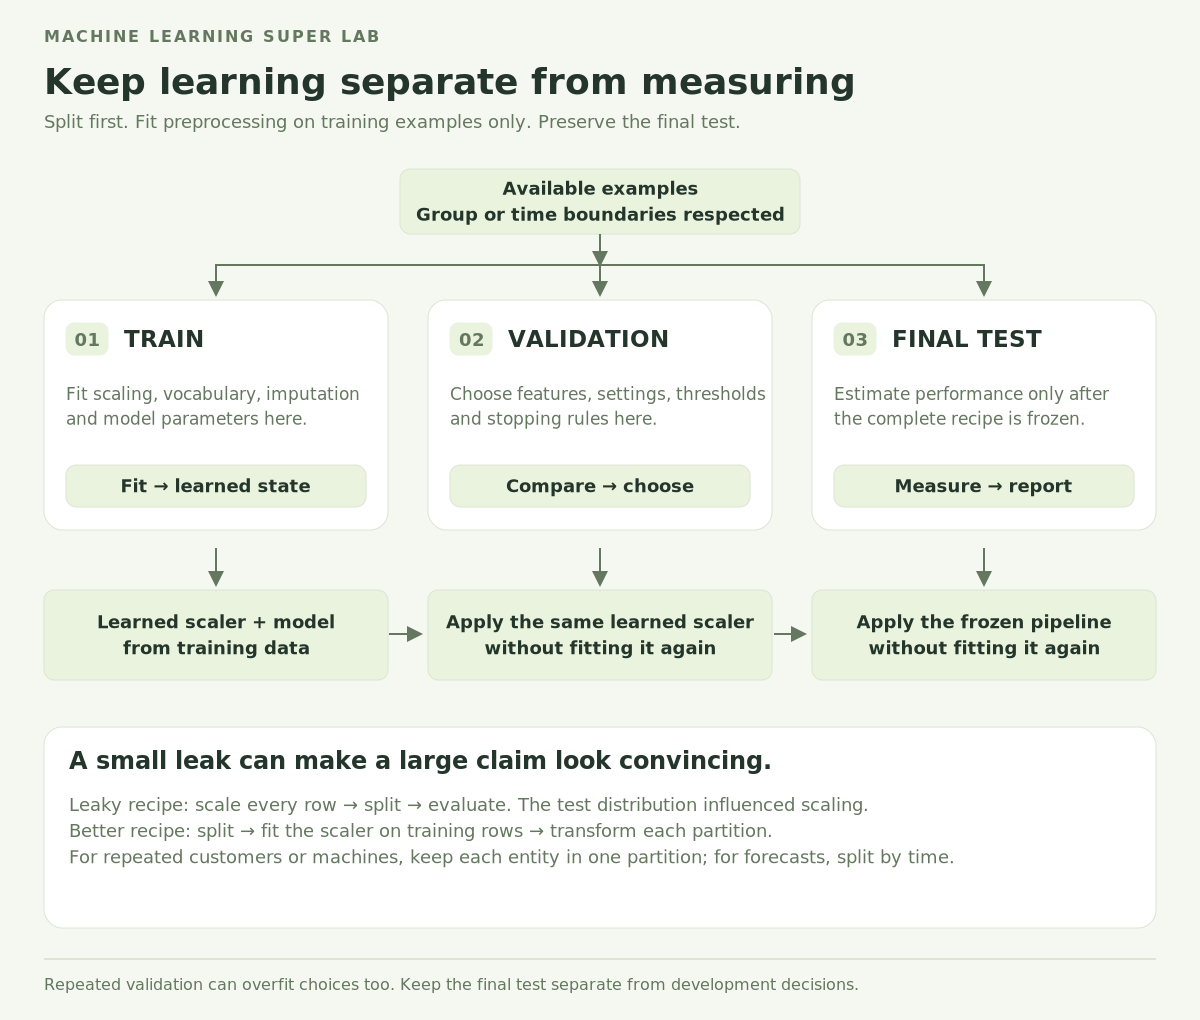 MACHINE LEARNING SUPER LAB
Keep learning separate from measuring
Split first. Fit preprocessing on training examples only. Preserve the final test.
Available examples
Group or time boundaries respected
01 TRAIN
Fit scaling, vocabulary, imputation
and model parameters here.
Fit → learned state
02 VALIDATION
Choose features, settings, thresholds
and stopping rules here.
Compare → choose
03 FINAL TEST
Estimate performance only after
the complete recipe is frozen.
Measure → report
Learned scaler + model
from training data
Apply the same learned scaler
without fitting it again
Apply the frozen pipeline
without fitting it again
A small leak can make a large claim look convincing.
Leaky recipe: scale every row → split → evaluate. The test distribution influenced scaling.
Better recipe: split → fit the scaler on training rows → transform each partition.
For repeated customers or machines, keep each entity in one partition; for forecasts, split by time.
Repeated validation can overfit choices too. Keep the final test separate from development decisions.